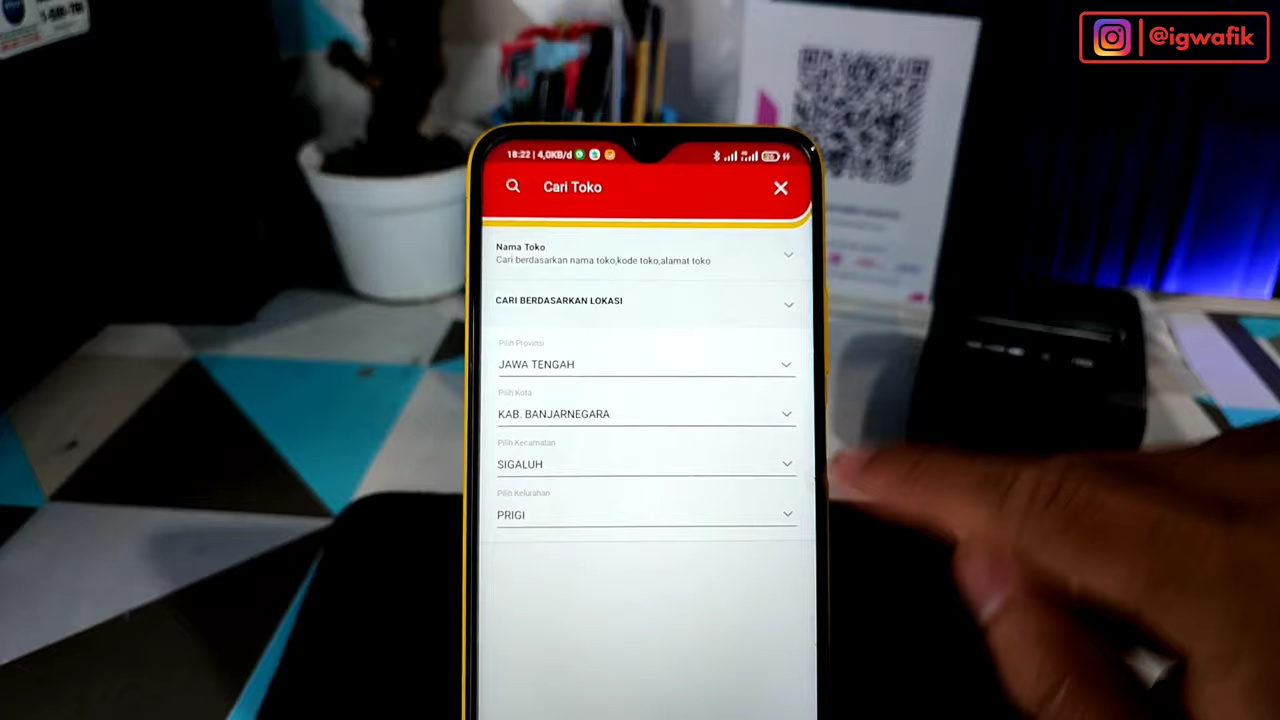 @igwafik
18:22 | 4,0KB/d
Cari Toko
Nama Toko
Cari berdasarkan nama toko,kode toko,alamat toko
CARI BERDASARKAN LOKASI
Pilih Provinsi
JAWA TENGAH
Pilih Kota
KAB. BANJARNEGARA
Pilih Kecamatan
SIGALUH
Pilih Kelurahan
PRIGI